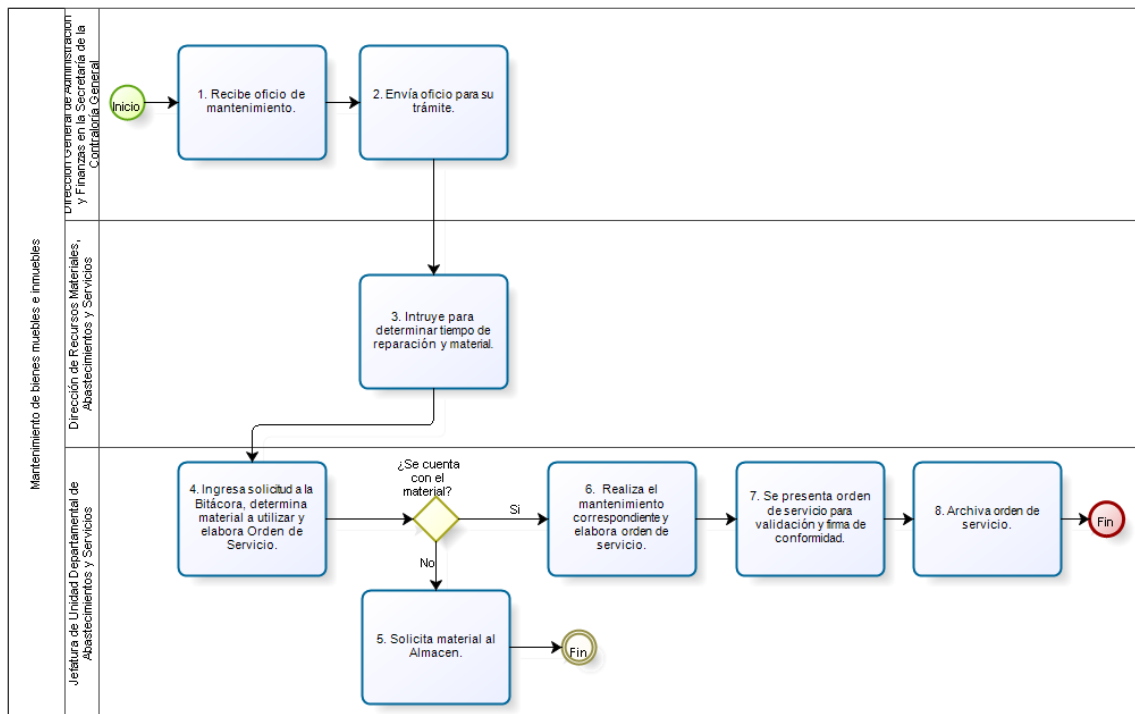 Mantenimiento de bienes muebles e inmuebles
Dirección General de Administración
y Finanzas en la Secretaría de la
Contraloría General
Inicio
1. Recibe oficio de
mantenimiento.
2. Envía oficio para su
trámite.
Dirección de Recursos Materiales,
Abastecimientos y Servicios
3. Intruye para
determinar tiempo de
reparación y material.
Jefatura de Unidad Departamental de
Abastecimientos y Servicios
4. Ingresa solicitud a la
Bitácora, determina
material a utilizar y
elabora Orden de
Servicio.
¿Se cuenta
con el
material?
Si
No
6. Realiza el
mantenimiento
correspondiente y
elabora orden de
servicio.
7. Se presenta orden
de servicio para
validación y firma de
conformidad.
8. Archiva orden de
servicio.
Fin
5. Solicita material al
Almacen.
Fin